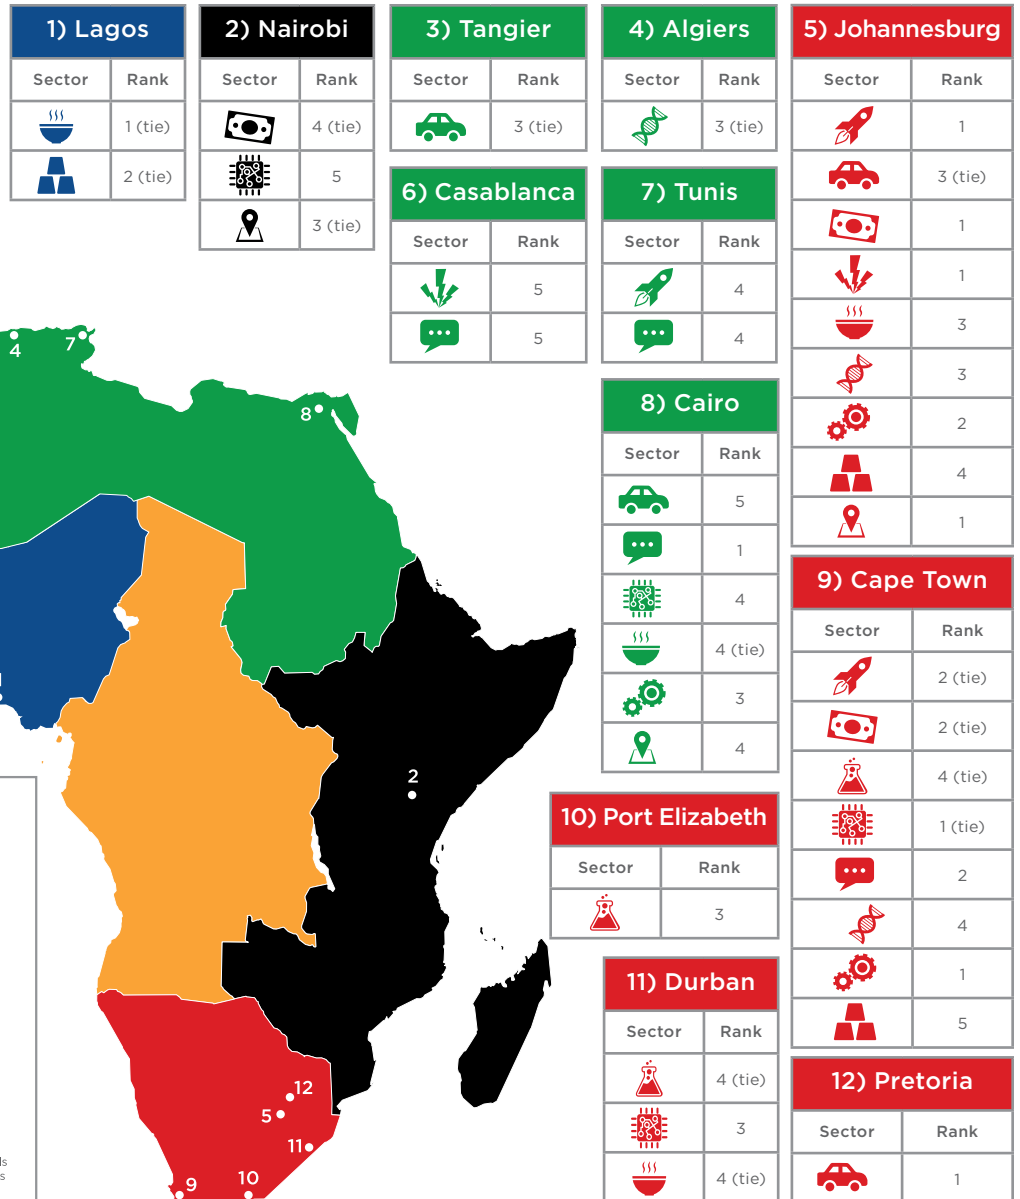 1) Lagos
Sector Rank
1 (tie)
2 (tie)
2) Nairobi
Sector Rank
4 (tie)
5
3 (tie)
3) Tangier
Sector Rank
3 (tie)
4) Algiers
Sector Rank
3 (tie)
5) Johannesburg
Sector Rank
1
3 (tie)
1
1
3
3
2
4
1
6) Casablanca
Sector Rank
5
5
7) Tunis
Sector Rank
4
4
8) Cairo
Sector Rank
5
1
4
4 (tie)
3
4
9) Cape Town
Sector Rank
2 (tie)
2 (tie)
4 (tie)
1 (tie)
2
4
1
5
10) Port Elizabeth
Sector Rank
3
11) Durban
Sector Rank
4 (tie)
3
4 (tie)
12) Pretoria
Sector Rank
1
4
7
8
2
12
5
11
9
10